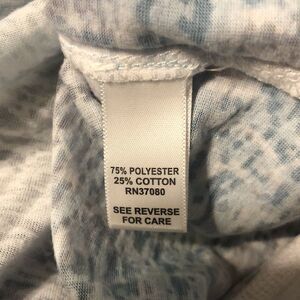 75% POLYESTER
25% COTTON
RN37080
SEE REVERSE
FOR CARE